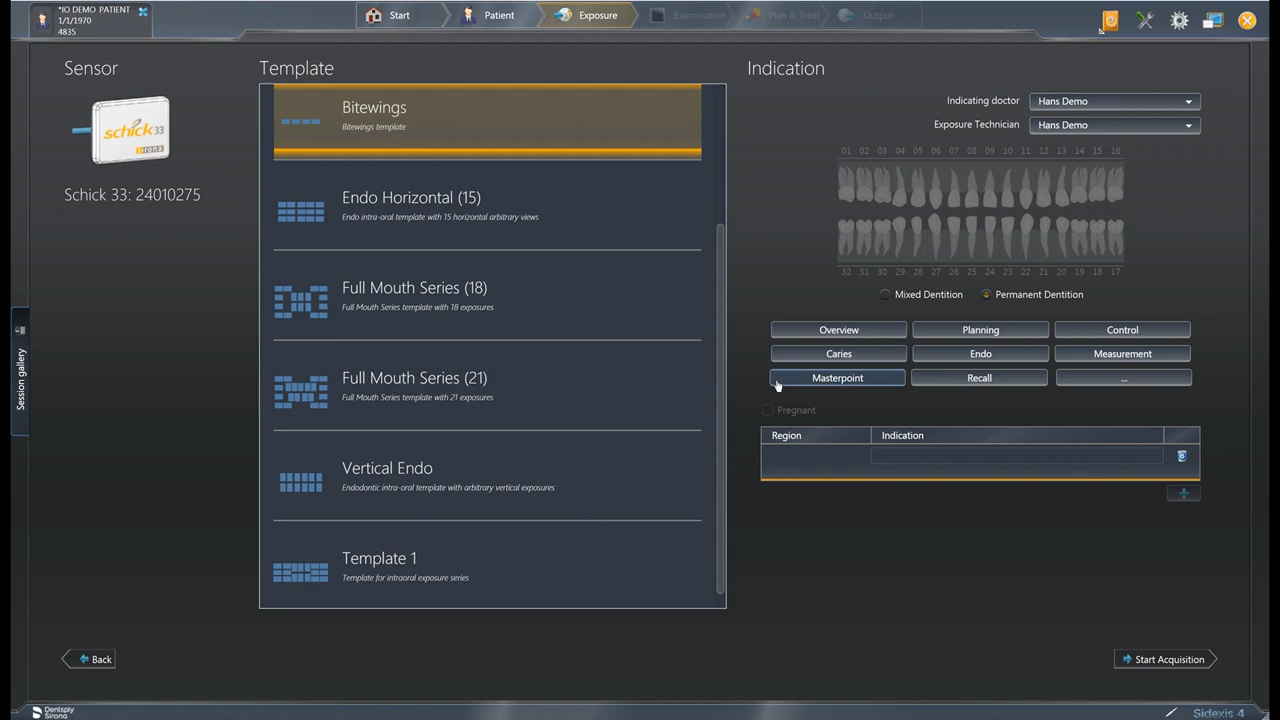 *IO DEMO PATIENT
1/1/1970
4835
Start
Patient
Exposure
Examination
Plan & Treat
Output
Sensor
schick 33
sirona
Schick 33: 24010275
Session gallery
Template
Bitewings
Bitewings template
Endo Horizontal (15)
Endo intra-oral template with 15 horizontal arbitrary views
Full Mouth Series (18)
Full Mouth Series template with 18 exposures
Full Mouth Series (21)
Full Mouth Series template with 21 exposures
Vertical Endo
Endodontic intra-oral template with arbitrary vertical exposures
Template 1
Template for intraoral exposure series
Indication
Indicating doctor Hans Demo
Exposure Technician Hans Demo
01 02 03 04 05 06 07 08 09 10 11 12 13 14 15 16
32 31 30 29 28 27 26 25 24 23 22 21 20 19 18 17
Mixed Dentition Permanent Dentition
Overview Planning Control
Caries Endo Measurement
Masterpoint Recall ...
Pregnant
Region Indication
Back
Start Acquisition
Dentsply
Sirona
Sidexis 4